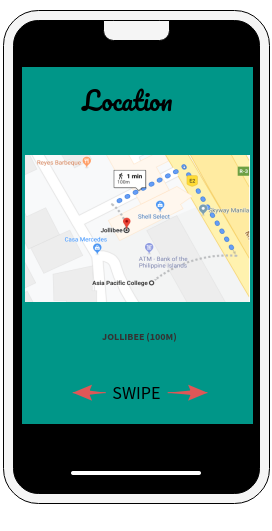 Location
Reyes Barbeque
R-3
1 min
100m
E2
Skyway Manila
Shell Select
Jollibee
Casa Mercedes
ATM - Bank of the
Philippine Islands
Asia Pacific College
JOLLIBEE (100M)
SWIPE